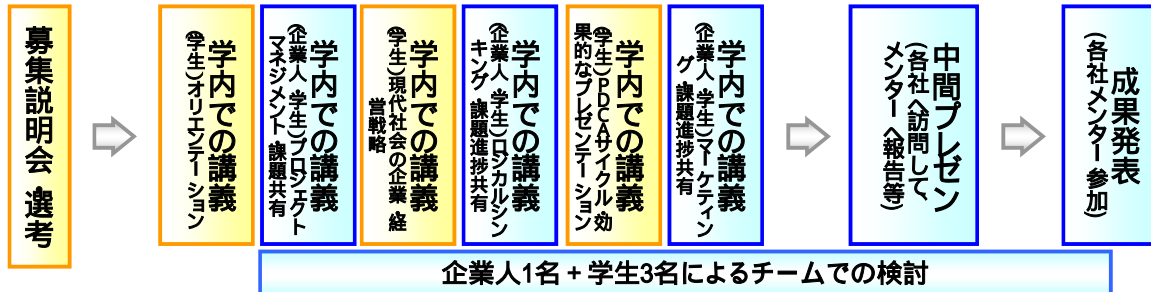 募集説明会・選考
学内での講義
(学生)オリエンテーション
学内での講義
(企業人・学生)プロジェクト
マネジメント・課題共有
学内での講義
(学生)現代社会の企業・経
営戦略
学内での講義
(企業人・学生)ロジカルシン
キング・課題進捗共有
学内での講義
(学生)PDCAサイクル・効
果的なプレゼンテーション
学内での講義
(企業人・学生)マーケティン
グ・課題進捗共有
中間プレゼン
(各社へ訪問して、
メンターへ報告等)
成果発表
(各社メンター参加)
企業人1名+学生3名によるチームでの検討